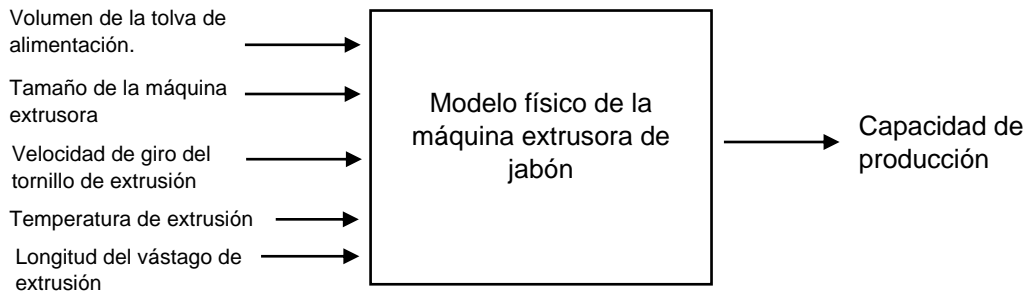 Volumen de la tolva de
alimentación.
Tamaño de la máquina
extrusora
Velocidad de giro del
tornillo de extrusión
Temperatura de extrusión
Longitud del vástago de
extrusión
Modelo físico de la
máquina extrusora de
jabón
Capacidad de
producción